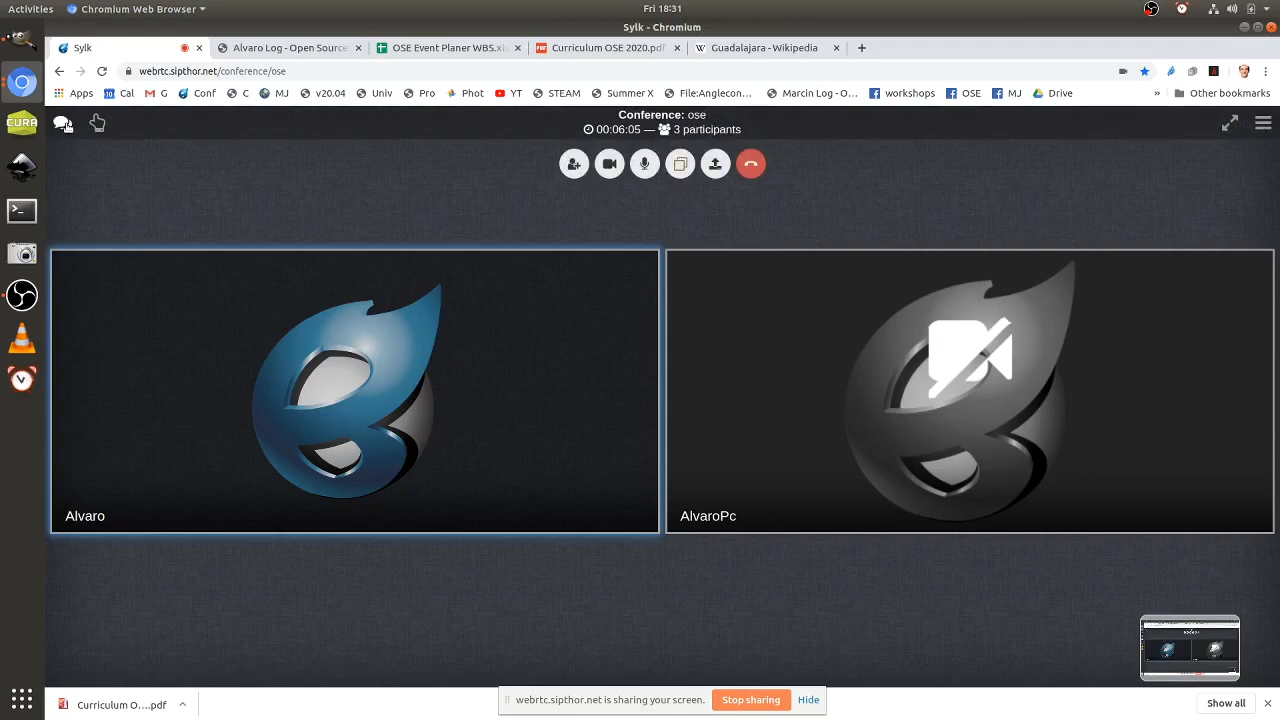 Activities
Chromium Web Browser
Fri 18:31
Sylk - Chromium
Sylk
Alvaro Log - Open Source
OSE Event Planer WBS.xl
Curriculum OSE 2020.pdf
Guadalajara - Wikipedia
webrtc.sipthor.net/conference/ose
Apps
Cal
G
Conf
C
MJ
v20.04
Univ
Pro
Phot
YT
STEAM
Summer X
File:Anglecon...
Marcin Log - O...
workshops
OSE
MJ
Drive
»
Other bookmarks
Conference: ose
00:06:05 — 3 participants
CURA
Alvaro
AlvaroPc
Curriculum O....pdf
webrtc.sipthor.net is sharing your screen.
Stop sharing
Hide
Show all